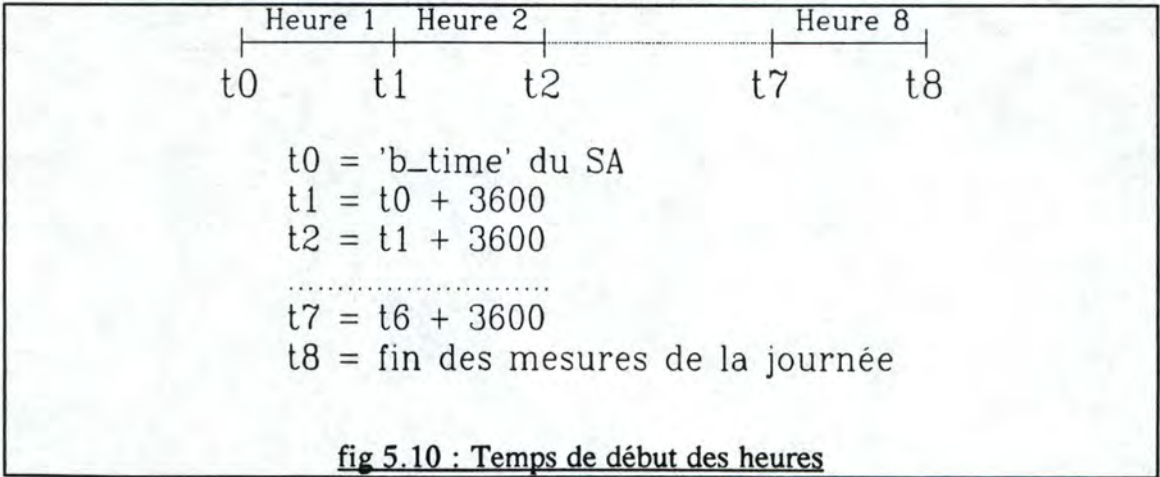 Heure 1 Heure 2 Heure 8
t0 t1 t2 t7 t8
t0 = 'b_time' du SA
t1 = t0 + 3600
t2 = t1 + 3600
..........................
t7 = t6 + 3600
t8 = fin des mesures de la journée
fig 5.10 : Temps de début des heures